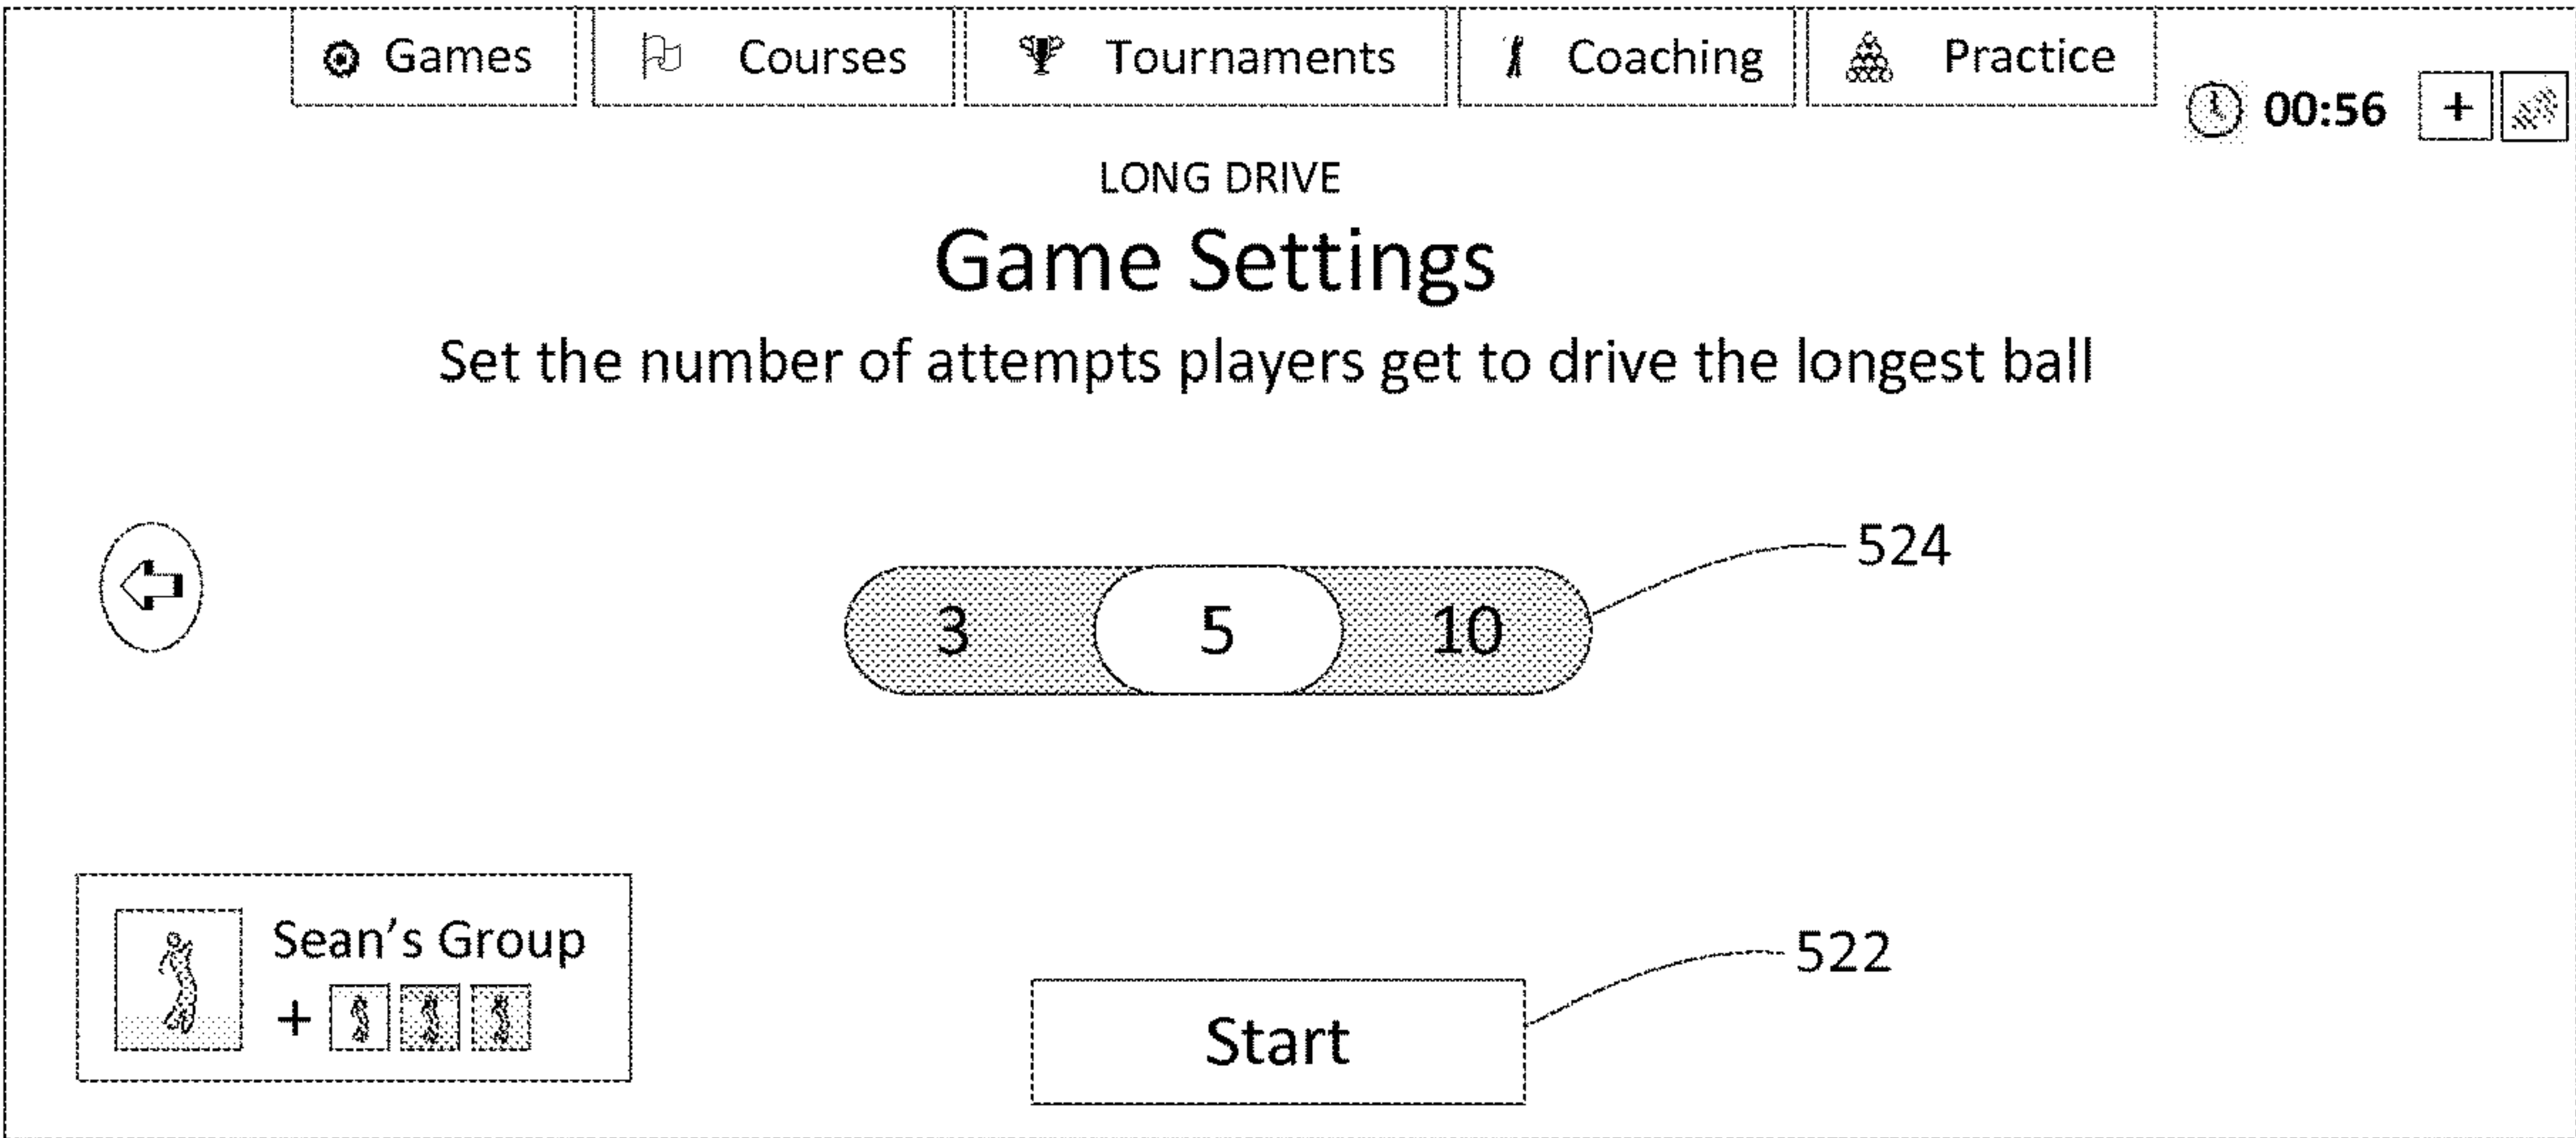 Games Courses Tournaments Coaching Practice
00:56 +
LONG DRIVE
Game Settings
Set the number of attempts players get to drive the longest ball
524
3 5 10
522
Sean's Group
+
Start